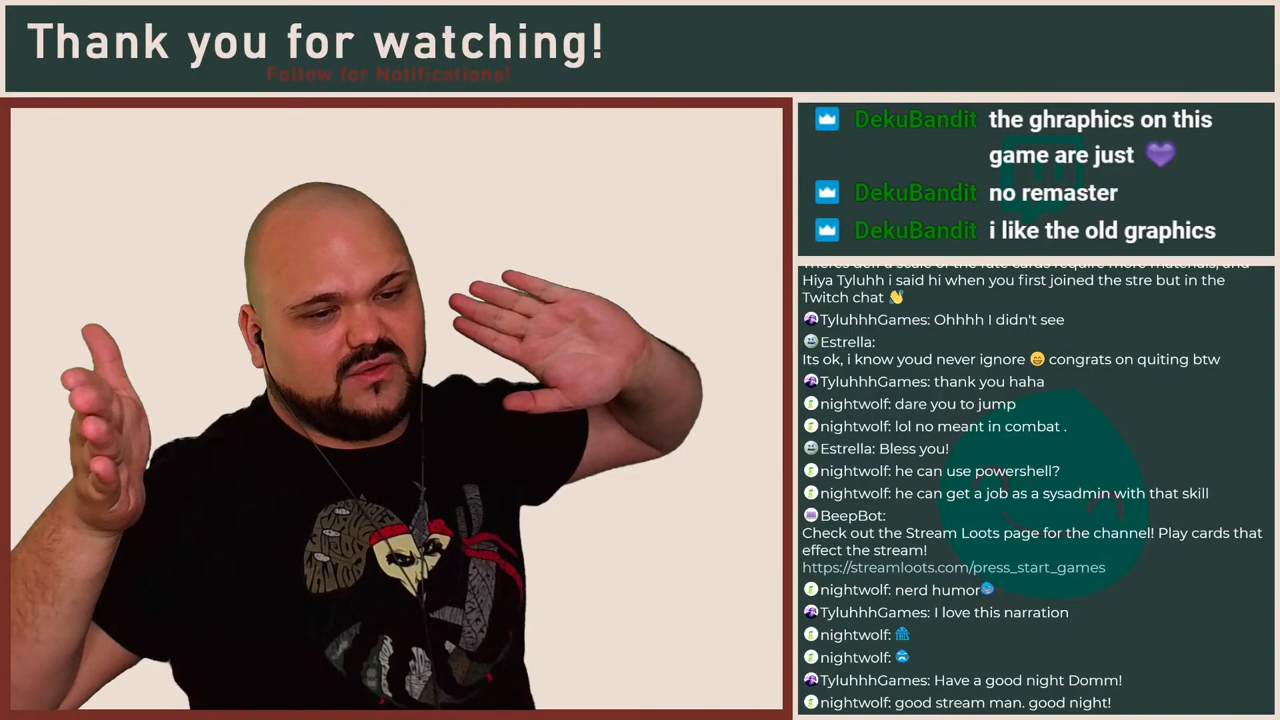 Thank you for watching!
Follow for Notifications!
DekuBandit the ghraphics on this
game are just 💜
DekuBandit no remaster
DekuBandit i like the old graphics
Hiya Tyluhh i said hi when you first joined the stre but in the
Twitch chat 👋
TyluhhhGames: Ohhhh I didn't see
Estrella:
Its ok, i know youd never ignore 😁 congrats on quiting btw
TyluhhhGames: thank you haha
nightwolf: dare you to jump
nightwolf: lol no meant in combat .
Estrella: Bless you!
nightwolf: he can use powershell?
nightwolf: he can get a job as a sysadmin with that skill
BeepBot:
Check out the Stream Loots page for the channel! Play cards that
effect the stream!
https://streamloots.com/press_start_games
nightwolf: nerd humor
TyluhhhGames: I love this narration
nightwolf:
nightwolf:
TyluhhhGames: Have a good night Domm!
nightwolf: good stream man. good night!